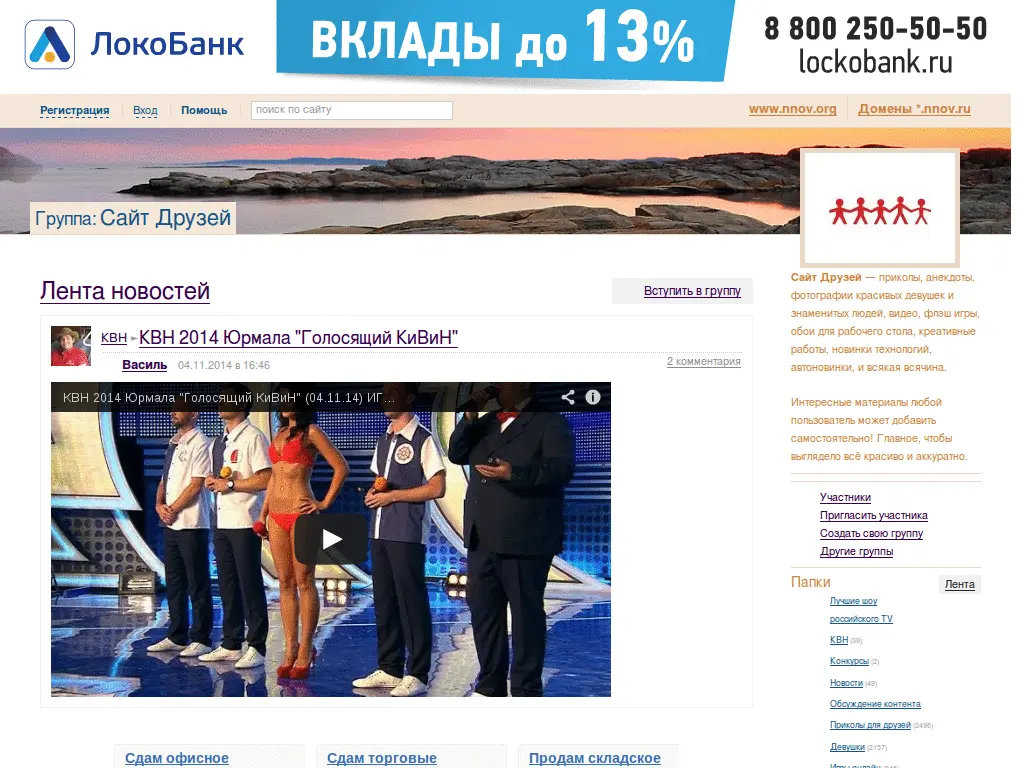 ЛокоБанк
ВКЛАДЫ до 13%
8 800 250-50-50
lockobank.ru
Регистрация
Вход
Помощь
поиск по сайту
www.nnov.org
Домены *.nnov.ru
Группа: Сайт Друзей
Лента новостей
Вступить в группу
КВН ► КВН 2014 Юрмала "Голосящий КиВиН"
Василь 04.11.2014 в 16:46
2 комментария
КВН 2014 Юрмала "Голосящий КиВиН" (04.11.14) ИГ...
Сайт Друзей — приколы, анекдоты,
фотографии красивых девушек и
знаменитых людей, видео, флэш игры,
обои для рабочего стола, креативные
работы, новинки технологий,
автоновинки, и всякая всячина.
Интересные материалы любой
пользователь может добавить
самостоятельно! Главное, чтобы
выглядело всё красиво и аккуратно.
Участники
Пригласить участника
Создать свою группу
Другие группы
Папки
Лента
Лучшие шоу
российского TV
КВН (39)
Конкурсы (2)
Новости (49)
Обсуждение контента
Приколы для друзей (2496)
Девушки (2157)
Сдам офисное
Сдам торговые
Продам складское